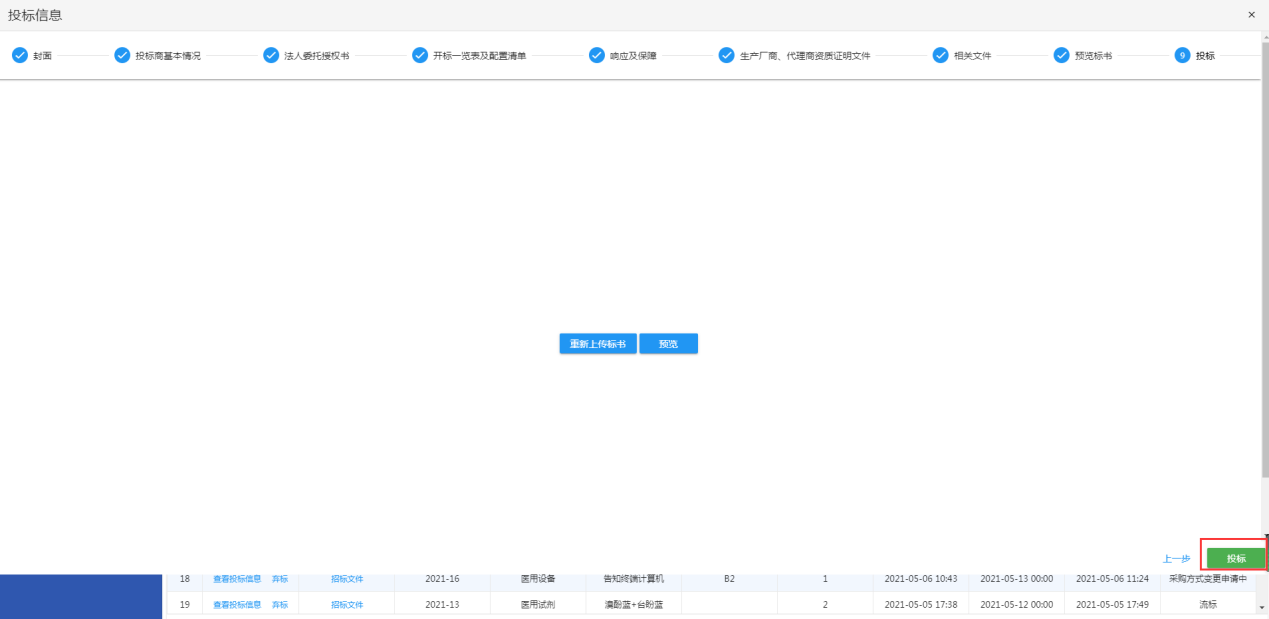 投标信息 ×
封面 投标商基本情况 法人委托授权书 开标一览表及配置清单 响应及保障 生产厂商、代理商资质证明文件 相关文件 预览标书 9 投标
重新上传标书 预览
上一步 投标
18 查看投标信息 弃标 招标文件 2021-16 医用设备 告知终端计算机 B2 1 2021-05-06 10:43 2021-05-13 00:00 2021-05-06 11:24 采购方式变更申请中
19 查看投标信息 弃标 招标文件 2021-13 医用试剂 溴酚蓝+台盼蓝 2 2021-05-05 17:38 2021-05-12 00:00 2021-05-05 17:49 流标